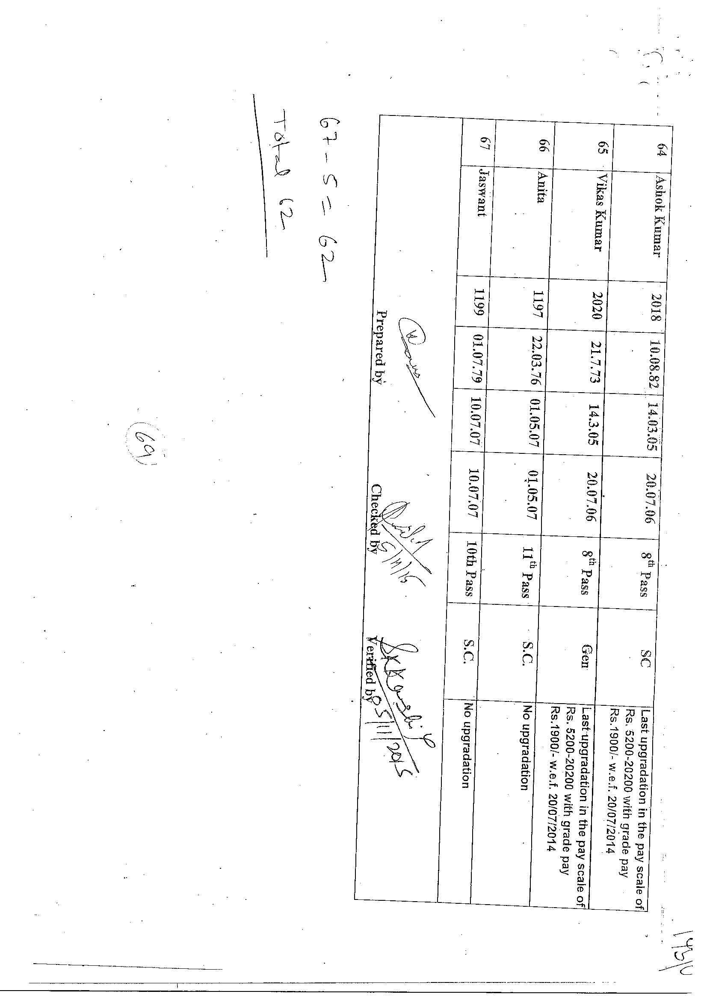 143/C
64 Ashok Kumar 2018 10.08.82 14.03.05 20.07.06 8th Pass SC Last upgradation in the pay scale of
Rs. 5200-20200 with grade pay
Rs.1900/- w.e.f. 20/07/2014
65 Vikas Kumar 2020 21.7.73 14.3.05 20.07.06 8th Pass Gen Last upgradation in the pay scale of
Rs. 5200-20200 with grade pay
Rs.1900/- w.e.f. 20/07/2014
66 Anita 1197 22.03.76 01.05.07 01.05.07 11th Pass S.C. No upgradation
67 Jaswant 1199 01.07.79 10.07.07 10.07.07 10th Pass S.C. No upgradation
5/11/15
05/11/2015
Prepared by Checked by Verified by
67 - 5 = 62
Total 62
69